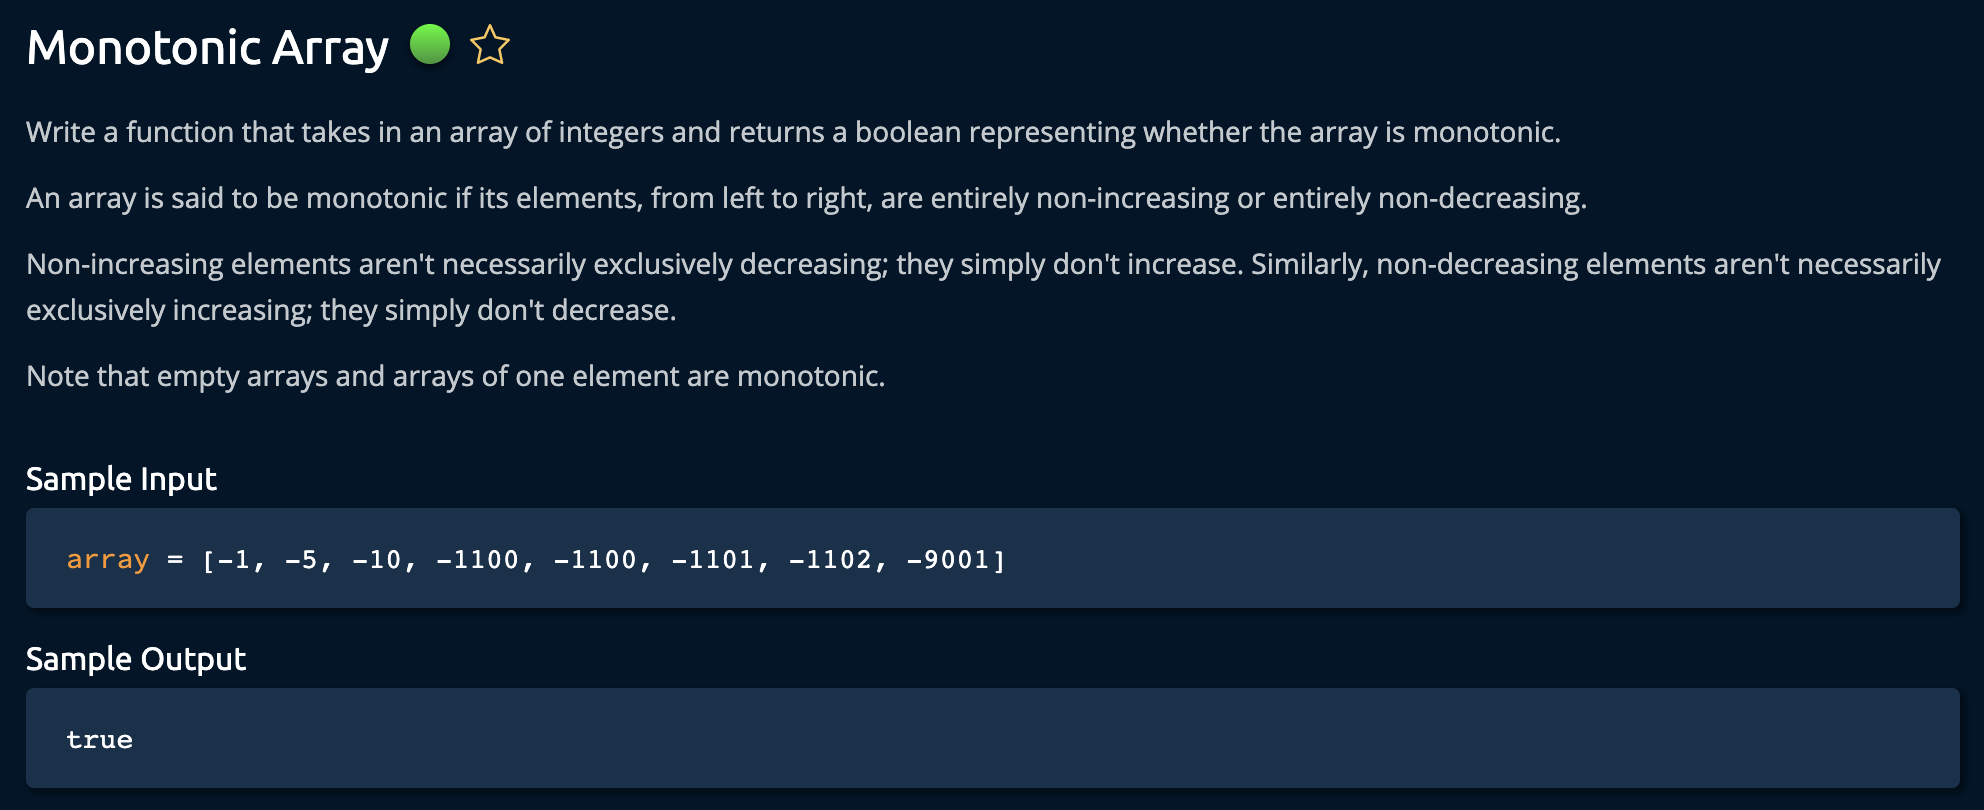 Monotonic Array
Write a function that takes in an array of integers and returns a boolean representing whether the array is monotonic.
An array is said to be monotonic if its elements, from left to right, are entirely non-increasing or entirely non-decreasing.
Non-increasing elements aren't necessarily exclusively decreasing; they simply don't increase. Similarly, non-decreasing elements aren't necessarily
exclusively increasing; they simply don't decrease.
Note that empty arrays and arrays of one element are monotonic.
Sample Input
array = [-1, -5, -10, -1100, -1100, -1101, -1102, -9001]
Sample Output
true